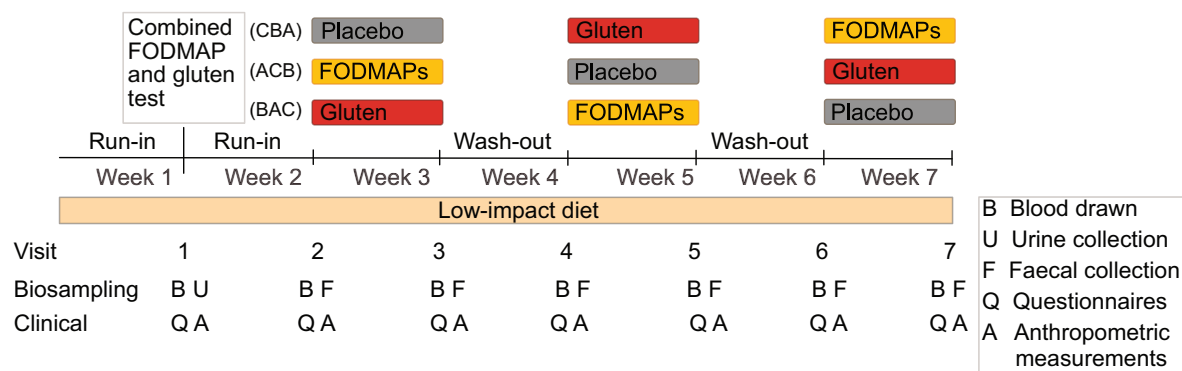 Combined
FODMAP
and gluten
test
(CBA) Placebo Gluten FODMAPs
(ACB) FODMAPs Placebo Gluten
(BAC) Gluten FODMAPs Placebo
Run-in Run-in Wash-out Wash-out
Week 1 Week 2 Week 3 Week 4 Week 5 Week 6 Week 7
Low-impact diet
Visit 1 2 3 4 5 6 7
Biosampling B U B F B F B F B F B F B F
Clinical Q A Q A Q A Q A Q A Q A Q A
B Blood drawn
U Urine collection
F Faecal collection
Q Questionnaires
A Anthropometric
measurements